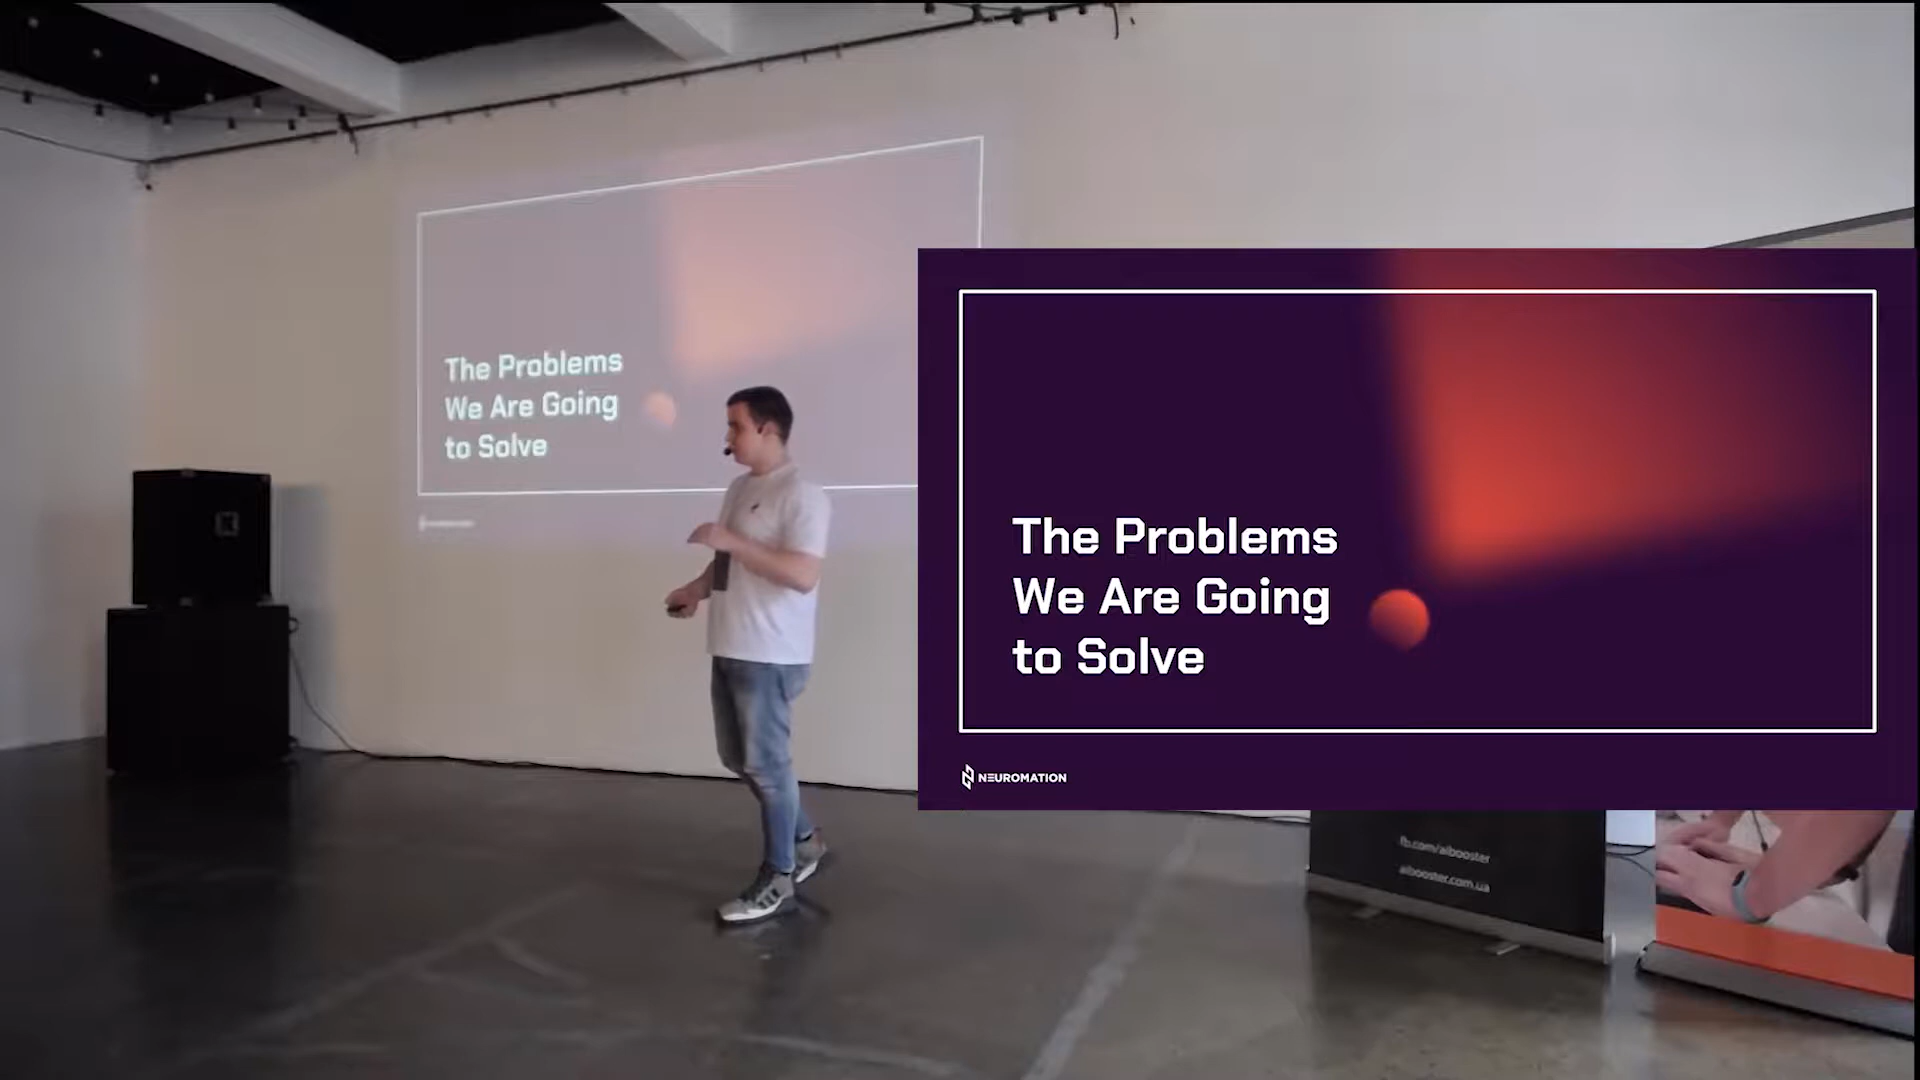 The Problems
We Are Going
to Solve
The Problems
We Are Going
to Solve
NEUROMATION
fb.com/aibooster
aibooster.com.ua